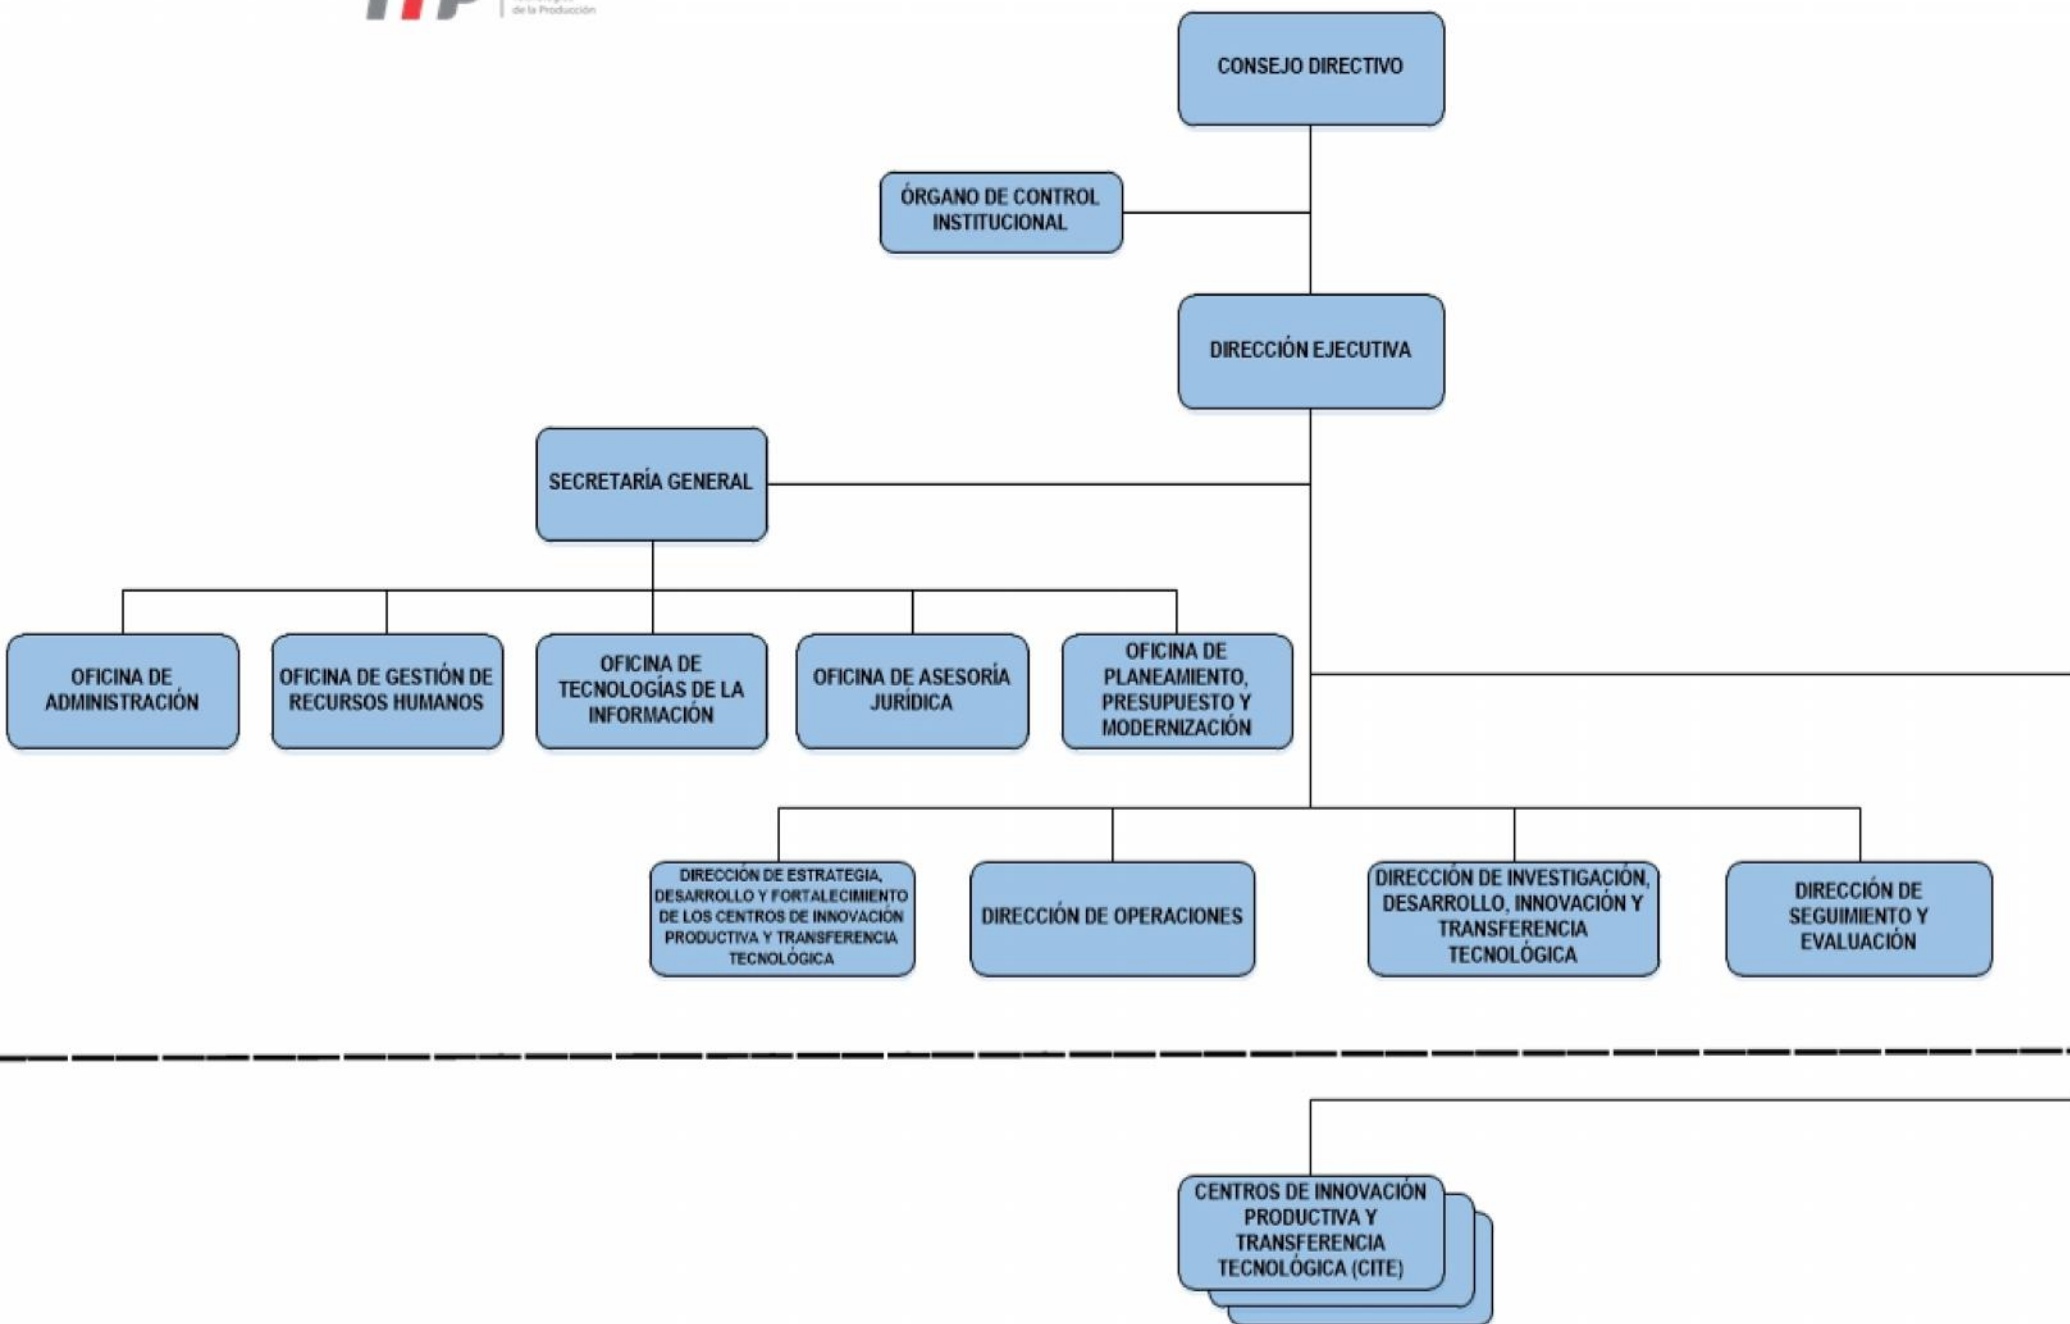 de la Producción
CONSEJO DIRECTIVO
ÓRGANO DE CONTROL
INSTITUCIONAL
DIRECCIÓN EJECUTIVA
SECRETARÍA GENERAL
OFICINA DE
ADMINISTRACIÓN
OFICINA DE GESTIÓN DE
RECURSOS HUMANOS
OFICINA DE
TECNOLOGÍAS DE LA
INFORMACIÓN
OFICINA DE ASESORÍA
JURÍDICA
OFICINA DE
PLANEAMIENTO,
PRESUPUESTO Y
MODERNIZACIÓN
DIRECCIÓN DE ESTRATEGIA,
DESARROLLO Y FORTALECIMIENTO
DE LOS CENTROS DE INNOVACIÓN
PRODUCTIVA Y TRANSFERENCIA
TECNOLÓGICA
DIRECCIÓN DE OPERACIONES
DIRECCIÓN DE INVESTIGACIÓN,
DESARROLLO, INNOVACIÓN Y
TRANSFERENCIA
TECNOLÓGICA
DIRECCIÓN DE
SEGUIMIENTO Y
EVALUACIÓN
CENTROS DE INNOVACIÓN
PRODUCTIVA Y
TRANSFERENCIA
TECNOLÓGICA (CITE)